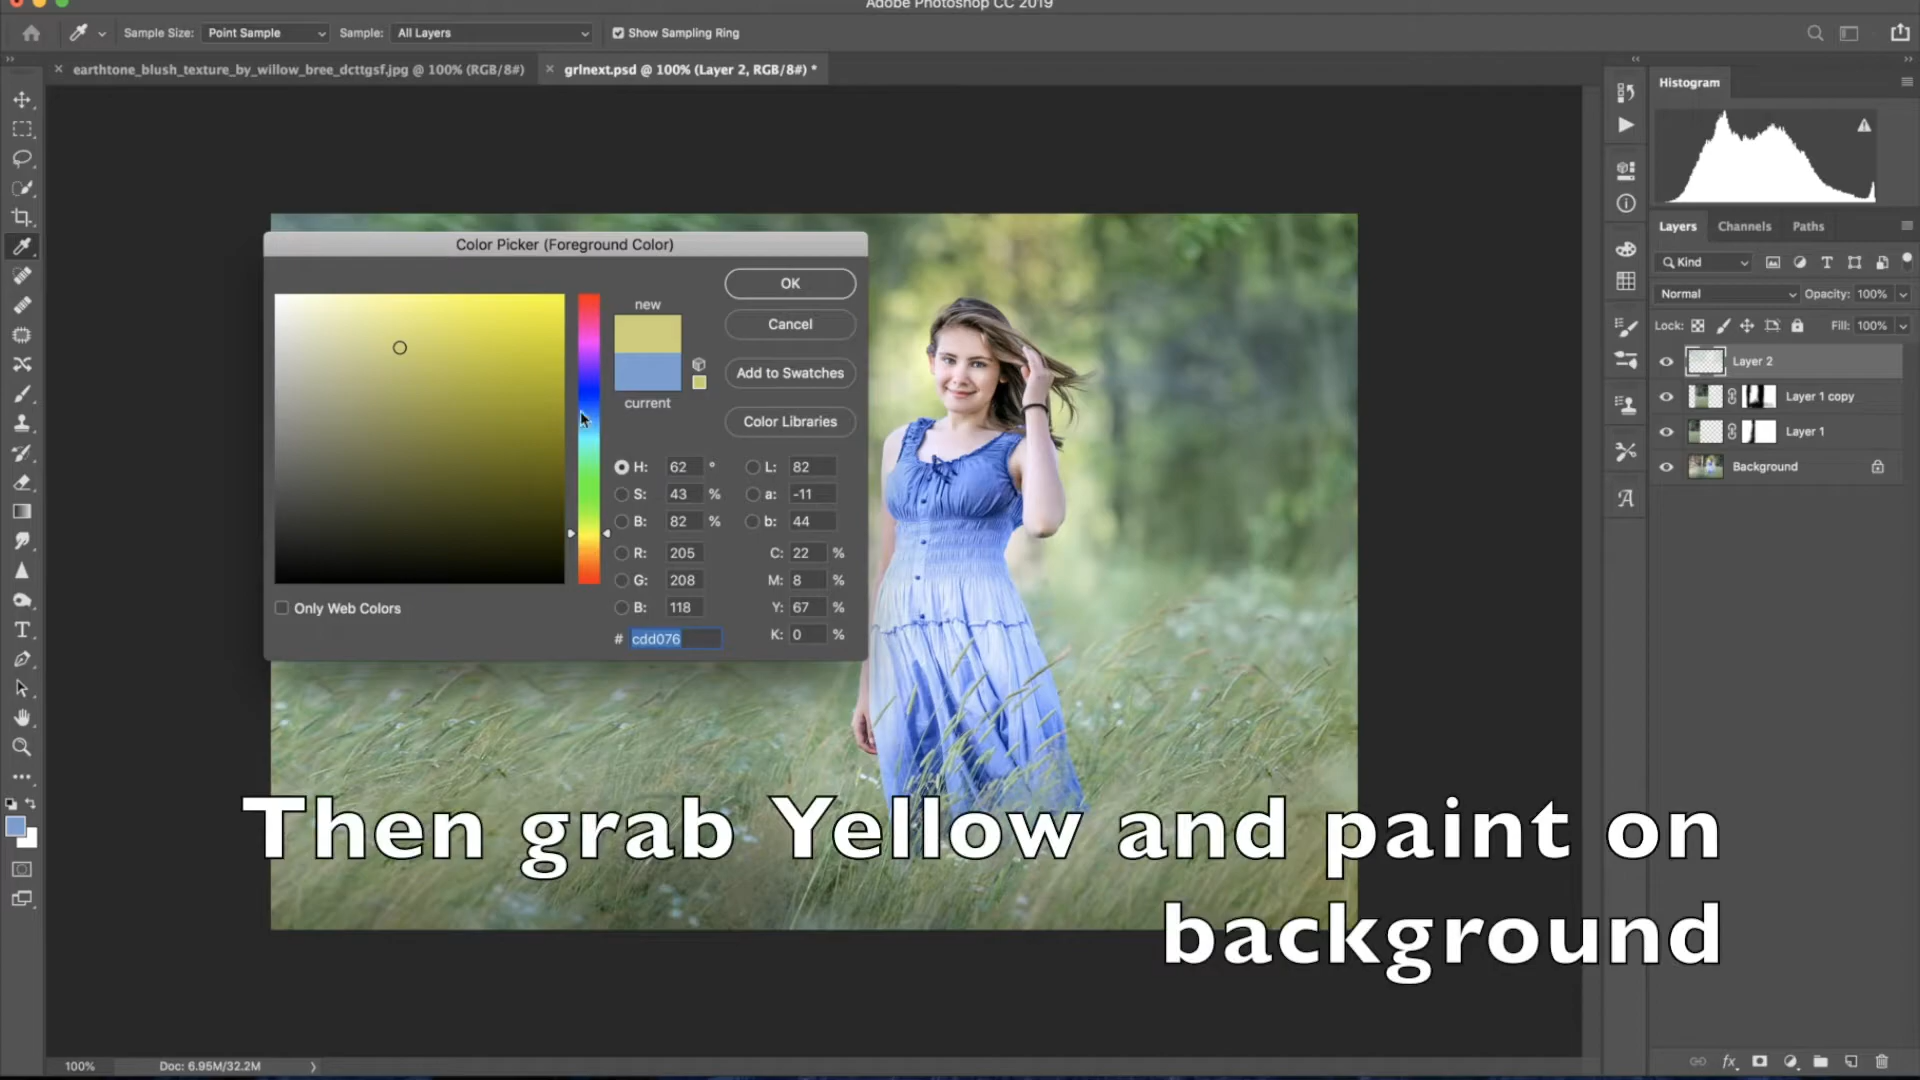 Adobe Photoshop CC 2019
Sample Size: Point Sample Sample: All Layers Show Sampling Ring
earthtone_blush_texture_by_willow_bree_dcttgsf.jpg @ 100% (RGB/8#)
grlnext.psd @ 100% (Layer 2, RGB/8#) *
Color Picker (Foreground Color)
new
current
OK
Cancel
Add to Swatches
Color Libraries
H: 62 ° L: 82
S: 43 % a: -11
B: 82 % b: 44
R: 205 C: 22 %
G: 208 M: 8 %
B: 118 Y: 67 %
# cdd076 K: 0 %
Only Web Colors
Histogram
Layers Channels Paths
Kind
Normal Opacity: 100%
Lock: Fill: 100%
Layer 2
Layer 1 copy
Layer 1
Background
Then grab Yellow and paint on
background
100% Doc: 6.95M/32.2M
fx